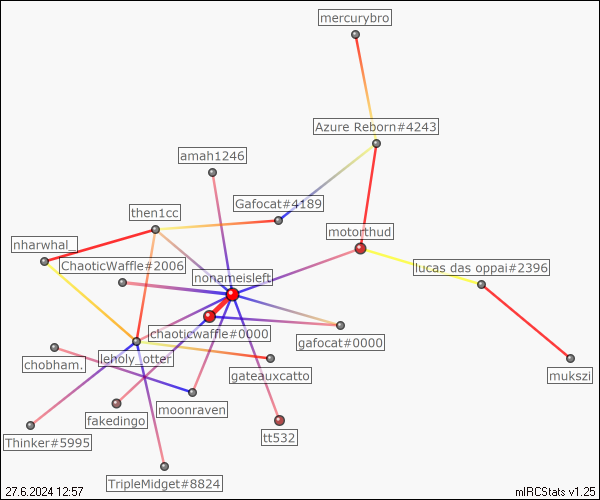 mercurybro
Azure Reborn#4243
amah1246
Gafocat#4189
then1cc
motorthud
nharwhal_
ChaoticWaffle#2006
nonameisleft
lucas das oppai#2396
chaoticwaffle#0000
gafocat#0000
leholy_otter
chobham.
gateauxcatto
mukszi
moonraven
fakedingo
Thinker#5995
tt532
TripleMidget#8824
27.6.2024 12:57
mIRCStats v1.25